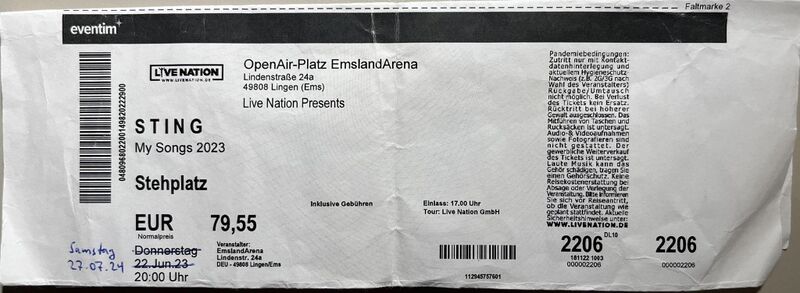 Faltmarke 2
eventim
LIVE NATION
WWW.LIVENATION.DE
OpenAir-Platz EmslandArena
Lindenstraße 24a
49808 Lingen (Ems)
Live Nation Presents
STING
My Songs 2023
Stehplatz
Inklusive Gebühren
Einlass: 17.00 Uhr
Tour: Live Nation GmbH
EUR 79,55
Normalpreis
Samstag
27.07.24
Donnerstag
22.Jun.23
20:00 Uhr
Veranstalter:
EmslandArena
Lindenstr. 24a
DEU - 49808 Lingen/Ems
112945757601
Pandemiebedingungen:
Zutritt nur mit Kontakt-
datenhinterlegung und
aktuellem Hygieneschutz-
Nachweis (z.B. 2G/3G nach
Wahl des Veranstalters)
Rückgabe/Umtausch
nicht möglich. Bei Verlust
des Tickets kein Ersatz.
Rücktritt bei höherer
Gewalt ausgeschlossen. Das
Mitführen von Taschen und
Rucksäcken ist untersagt.
Audio-& Videoaufnahmen
sowie Fotografieren sind
nicht gestattet. Der
gewerbliche Weiterverkauf
des Tickets ist untersagt.
Laute Musik kann das
Gehör schädigen, tragen Sie
einen Gehörschutz. Keine
Reisekostenerstattung bei
Absage oder Verlegung der
Veranstaltung. Bitte informieren
Sie sich vor Reiseantritt,
ob die Veranstaltung wie
geplant stattfindet. Aktuelle
Sicherheitshinweise unter:
WWW.LIVENATION.DE
DL10
2206
181122 1003
000002206
2206
000002206